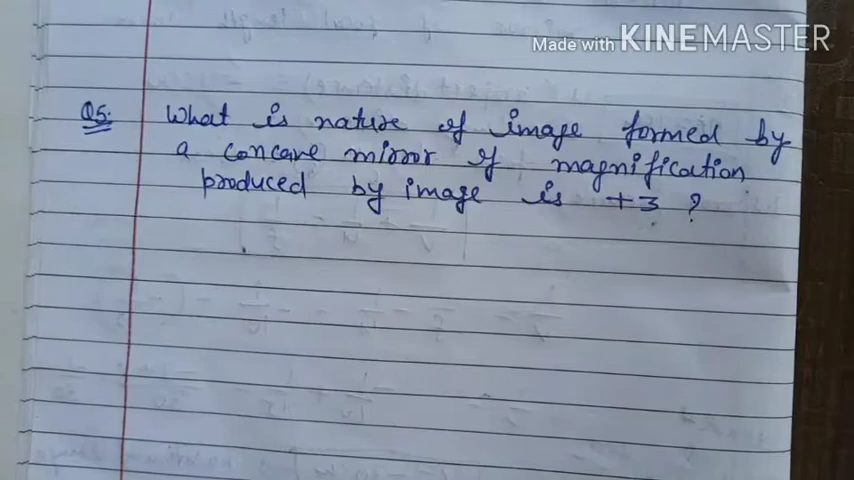 Made with KINEMASTER
Q5. What is nature of image formed by
a concave mirror of magnification
produced by image is +3 ?